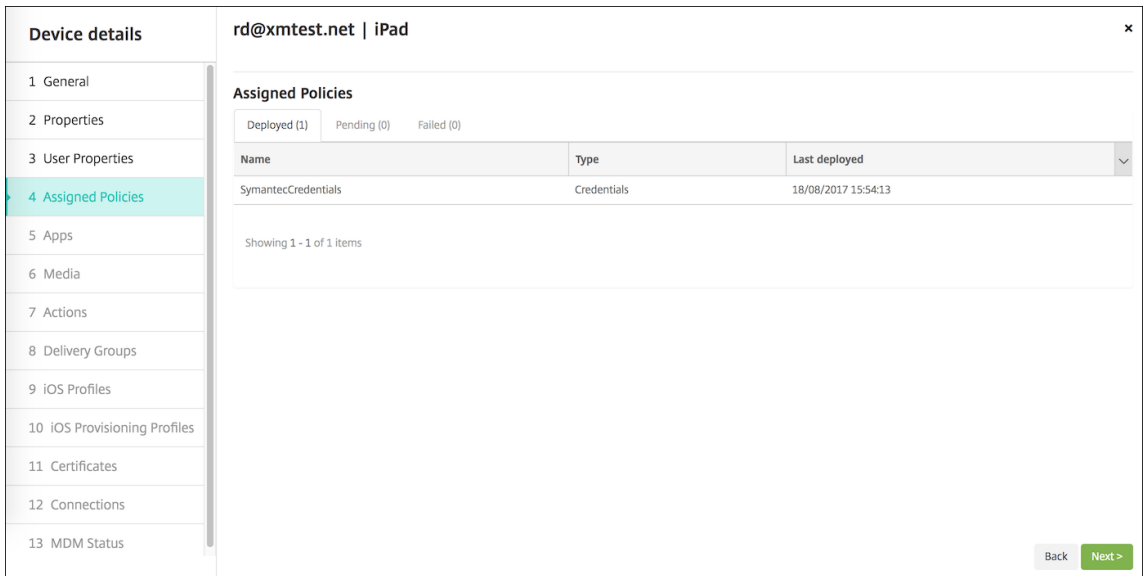 Device details
1 General
2 Properties
3 User Properties
4 Assigned Policies
5 Apps
6 Media
7 Actions
8 Delivery Groups
9 iOS Profiles
10 iOS Provisioning Profiles
11 Certificates
12 Connections
13 MDM Status
rd@xmtest.net | iPad
Assigned Policies
Deployed (1) Pending (0) Failed (0)
Name Type Last deployed
SymantecCredentials Credentials 18/08/2017 15:54:13
Showing 1 - 1 of 1 items
Back Next >